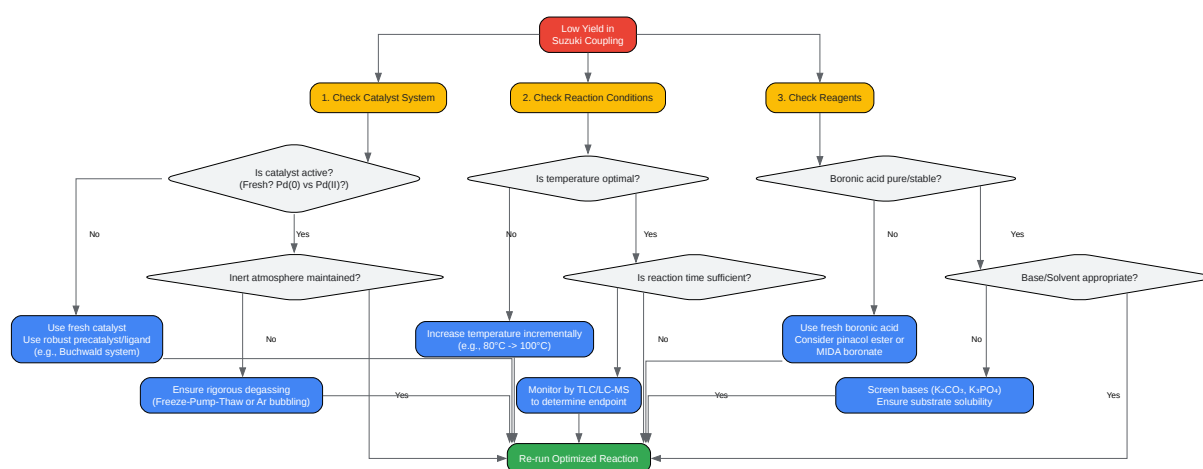 Low Yield in
Suzuki Coupling
1. Check Catalyst System
2. Check Reaction Conditions
3. Check Reagents
Is catalyst active?
(Fresh? Pd(0) vs Pd(II)?)
Is temperature optimal?
Boronic acid pure/stable?
No
Yes
No
Yes
No
Yes
Inert atmosphere maintained?
Is reaction time sufficient?
Base/Solvent appropriate?
Use fresh catalyst
Use robust precatalyst/ligand
(e.g., Buchwald system)
No
Increase temperature incrementally
(e.g., 80°C -> 100°C)
No
Use fresh boronic acid
Consider pinacol ester or
MIDA boronate
No
Ensure rigorous degassing
(Freeze-Pump-Thaw or Ar bubbling)
Yes
Monitor by TLC/LC-MS
to determine endpoint
Yes
Screen bases (K₂CO₃, K₃PO₄)
Ensure substrate solubility
Yes
Re-run Optimized Reaction